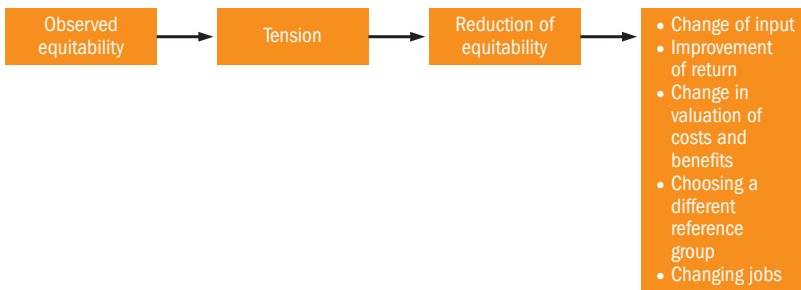 Observed
equitability
Tension
Reduction of
equitability
• Change of input
• Improvement
of return
• Change in
valuation of
costs and
benefits
• Choosing a
different
reference
group
• Changing jobs